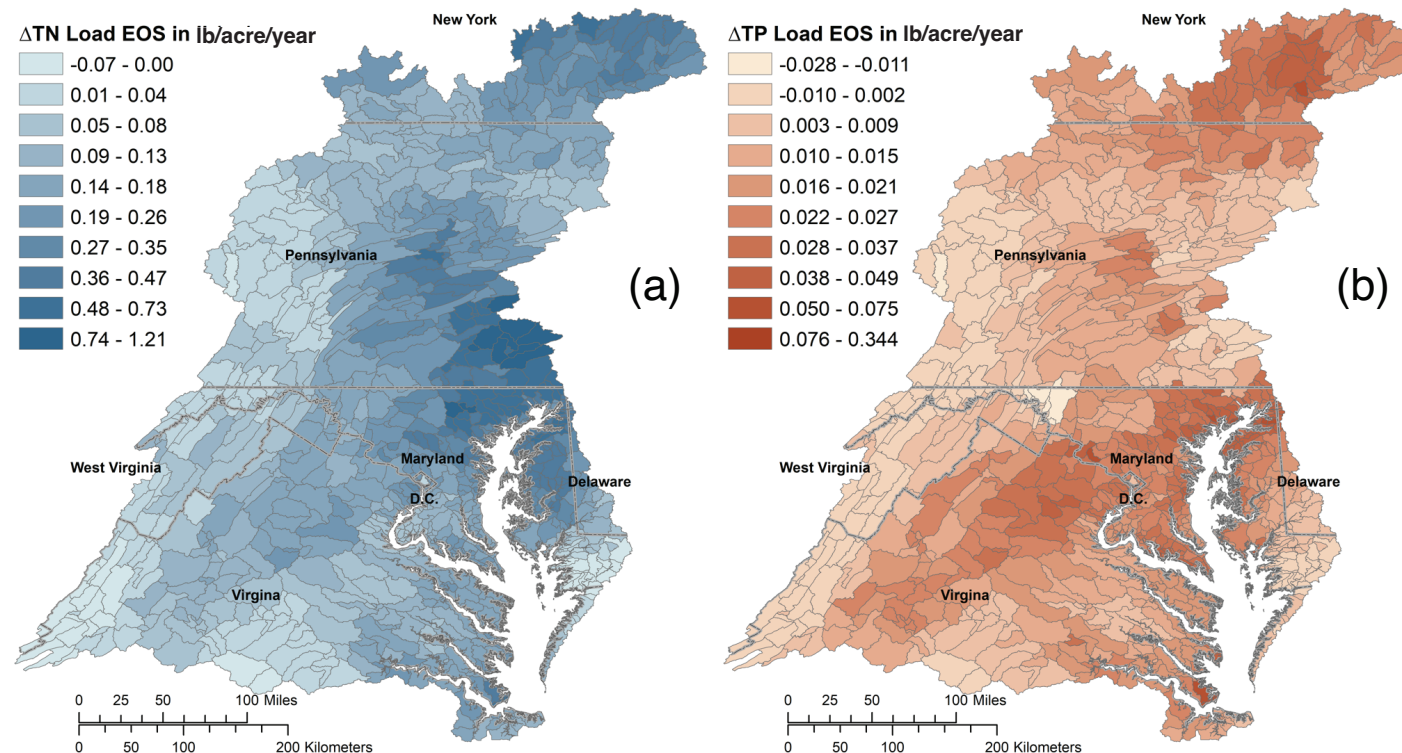 New York
ΔTN Load EOS in lb/acre/year
-0.07 - 0.00
0.01 - 0.04
0.05 - 0.08
0.09 - 0.13
0.14 - 0.18
0.19 - 0.26
0.27 - 0.35
0.36 - 0.47
0.48 - 0.73
0.74 - 1.21
Pennsylvania
(a)
Maryland
West Virginia
D.C.
Delaware
Virgina
0 25 50 100 Miles
0 50 100 200 Kilometers
New York
ΔTP Load EOS in lb/acre/year
-0.028 - -0.011
-0.010 - 0.002
0.003 - 0.009
0.010 - 0.015
0.016 - 0.021
0.022 - 0.027
0.028 - 0.037
0.038 - 0.049
0.050 - 0.075
0.076 - 0.344
Pennsylvania
(b)
Maryland
West Virginia
D.C.
Delaware
Virgina
0 25 50 100 Miles
0 50 100 200 Kilometers